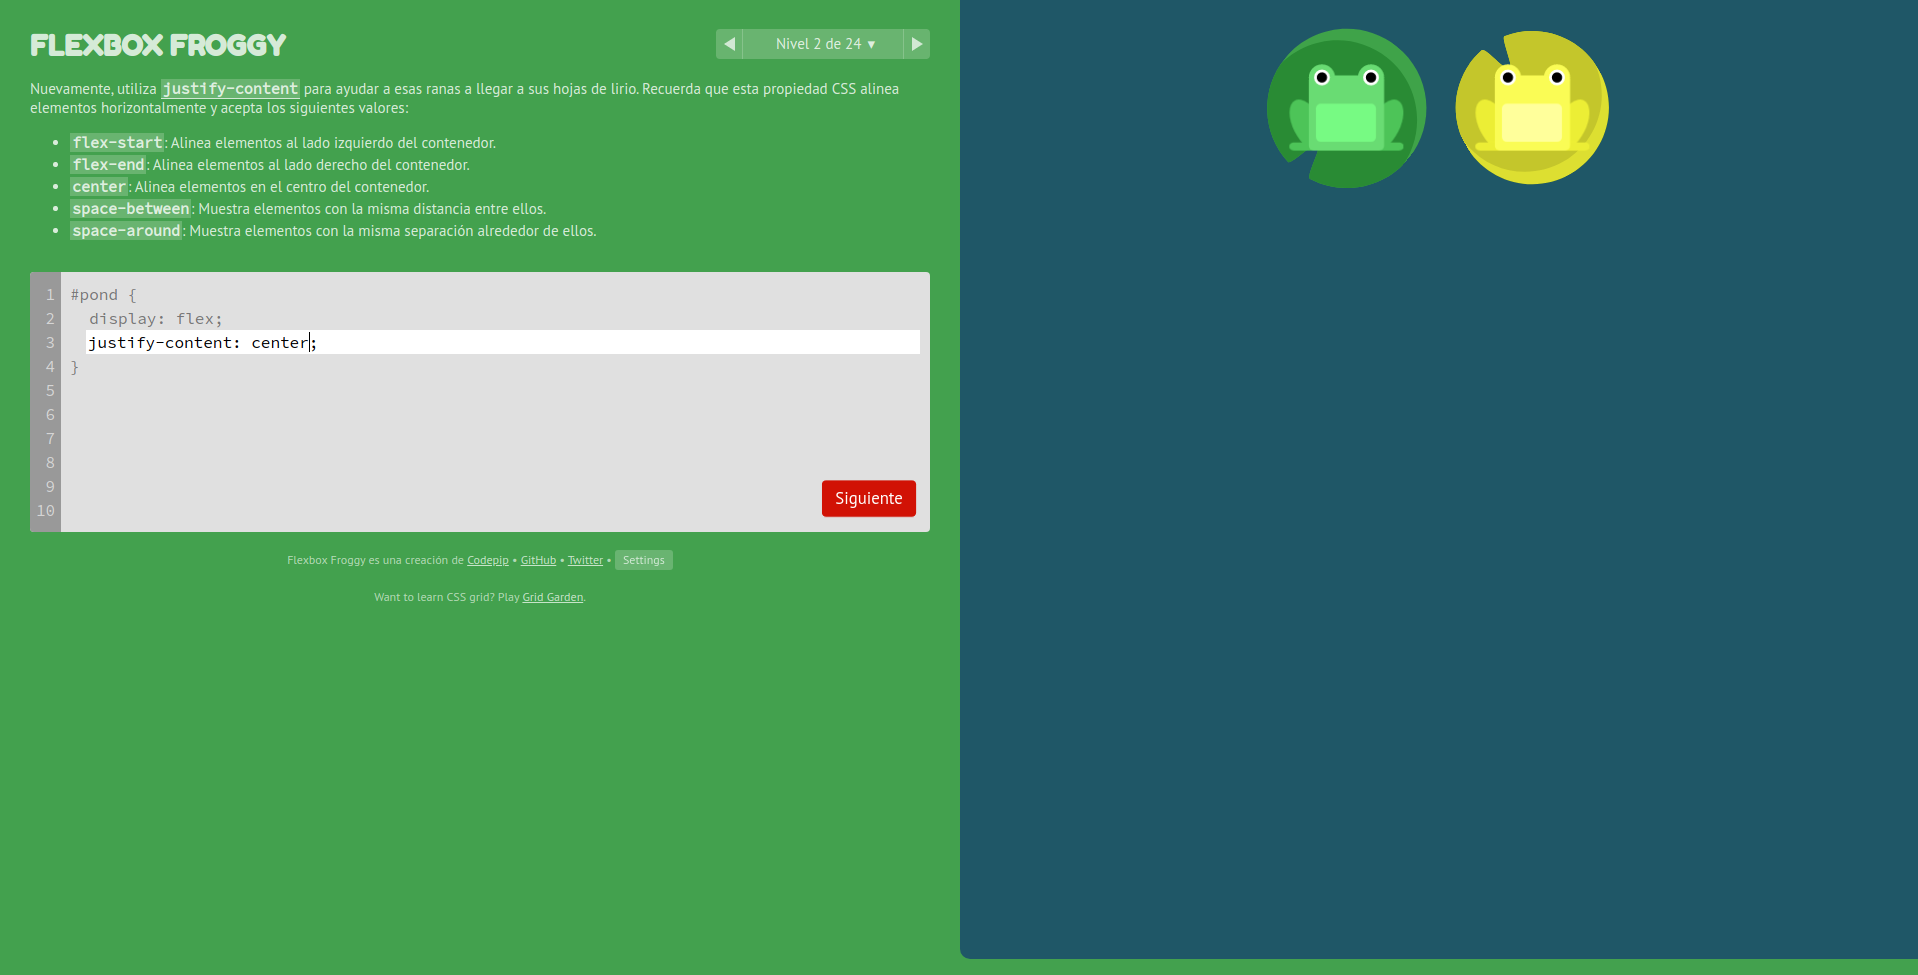 FLEXBOX FROGGY
Nivel 2 de 24 ▾
Nuevamente, utiliza justify-content para ayudar a esas ranas a llegar a sus hojas de lirio. Recuerda que esta propiedad CSS alinea
elementos horizontalmente y acepta los siguientes valores:
• flex-start: Alinea elementos al lado izquierdo del contenedor.
• flex-end: Alinea elementos al lado derecho del contenedor.
• center: Alinea elementos en el centro del contenedor.
• space-between: Muestra elementos con la misma distancia entre ellos.
• space-around: Muestra elementos con la misma separación alrededor de ellos.
1 #pond {
2 display: flex;
3 justify-content: center;
4 }
5
6
7
8
9
10
Siguiente
Flexbox Froggy es una creación de Codepip • GitHub • Twitter • Settings
Want to learn CSS grid? Play Grid Garden.